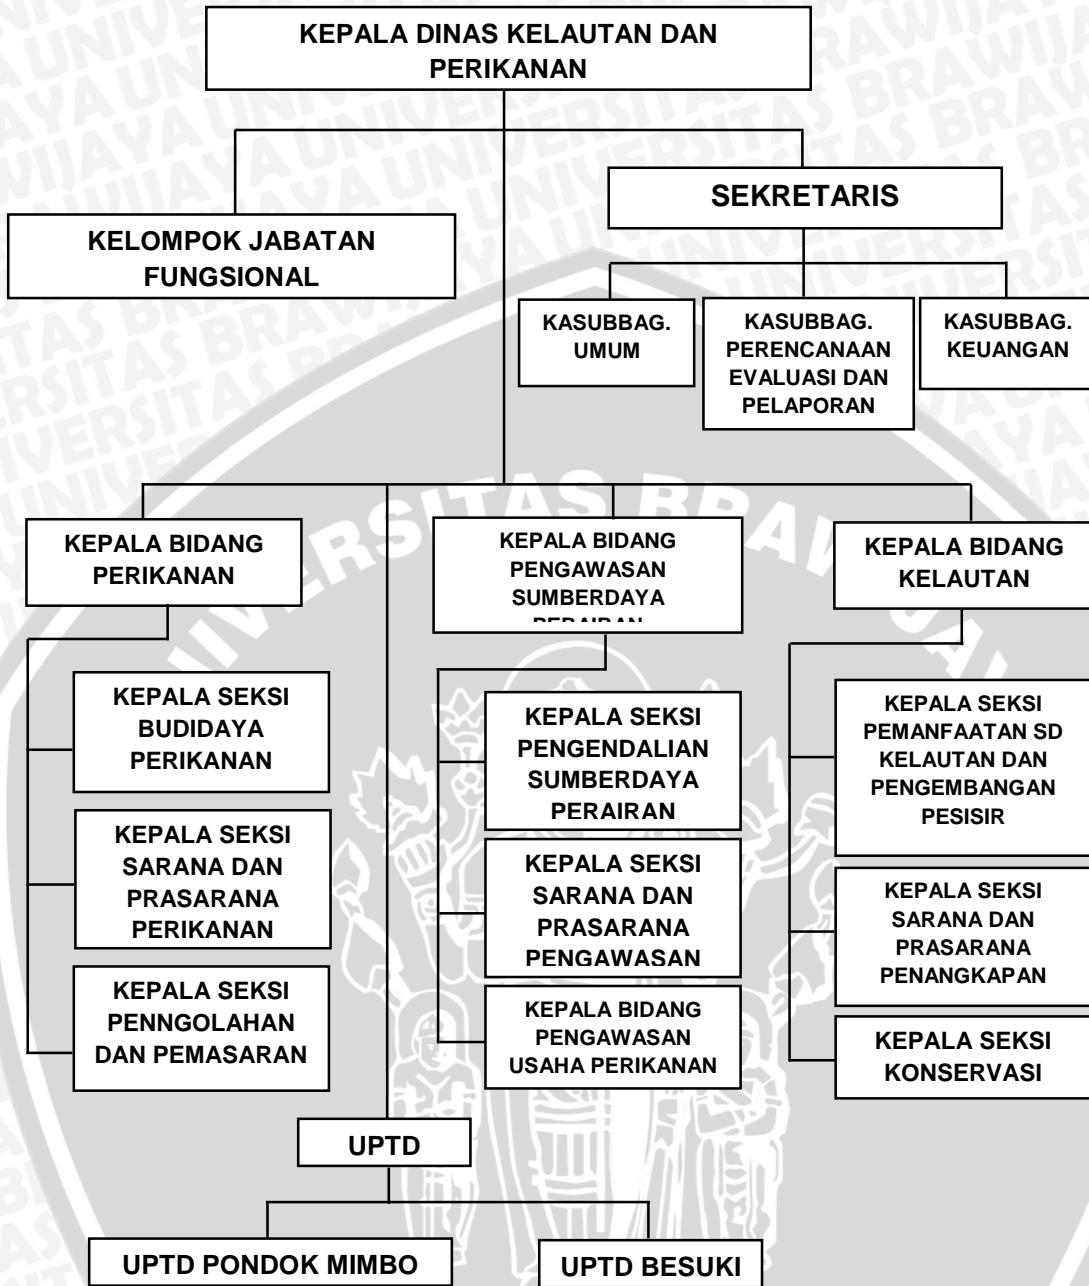 KEPALA DINAS KELAUTAN DAN
PERIKANAN
SEKRETARIS
KELOMPOK JABATAN
FUNGSIONAL
KASUBBAG.
UMUM
KASUBBAG.
PERENCANAAN
EVALUASI DAN
PELAPORAN
KASUBBAG.
KEUANGAN
KEPALA BIDANG
PERIKANAN
KEPALA SEKSI
BUDIDAYA
PERIKANAN
KEPALA SEKSI
SARANA DAN
PRASARANA
PERIKANAN
KEPALA SEKSI
PENNGOLAHAN
DAN PEMASARAN
KEPALA BIDANG
PENGAWASAN
SUMBERDAYA
PERAIRAN
KEPALA SEKSI
PENGENDALIAN
SUMBERDAYA
PERAIRAN
KEPALA SEKSI
SARANA DAN
PRASARANA
PENGAWASAN
KEPALA BIDANG
PENGAWASAN
USAHA PERIKANAN
KEPALA BIDANG
KELAUTAN
KEPALA SEKSI
PEMANFAATAN SD
KELAUTAN DAN
PENGEMBANGAN
PESISIR
KEPALA SEKSI
SARANA DAN
PRASARANA
PENANGKAPAN
KEPALA SEKSI
KONSERVASI
UPTD
UPTD PONDOK MIMBO
UPTD BESUKI